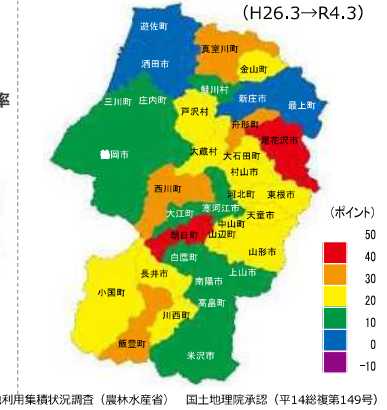 (H26.3→R4.3)
率
遊佐町
真室川町
金山町
酒田市
鮭川村
新庄市
最上町
三川町
庄内町
戸沢村
舟形町
尾花沢市
鶴岡市
大蔵村
大石田町
村山市
西川町
河北町
東根市
大江町
寒河江市
天童市
中山町
朝日町
山辺町
山形市
白鷹町
上山市
長井市
南陽市
小国町
高畠町
川西町
飯豊町
米沢市
(ポイント)
50
40
30
20
10
0
-10
地利用集積状況調査（農林水産省） 国土地理院承認（平14総複第149号）